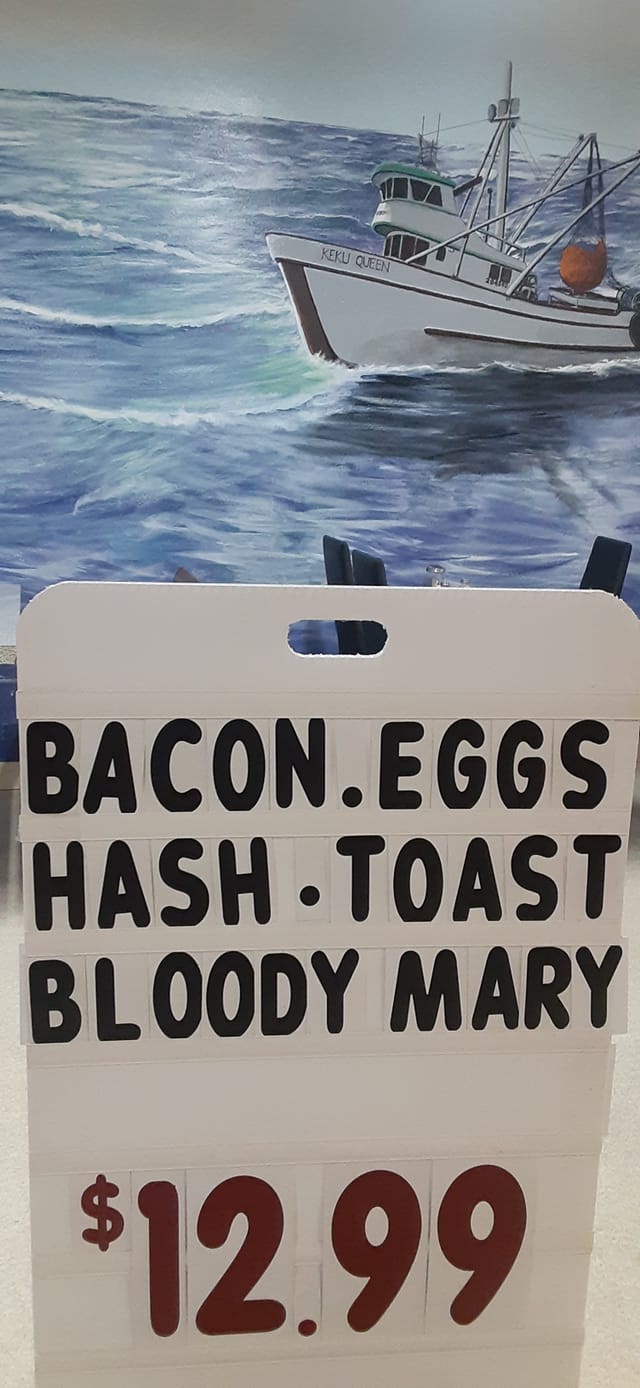 KEKU QUEEN
BACON.EGGS
HASH.TOAST
BLOODY MARY
$12.99